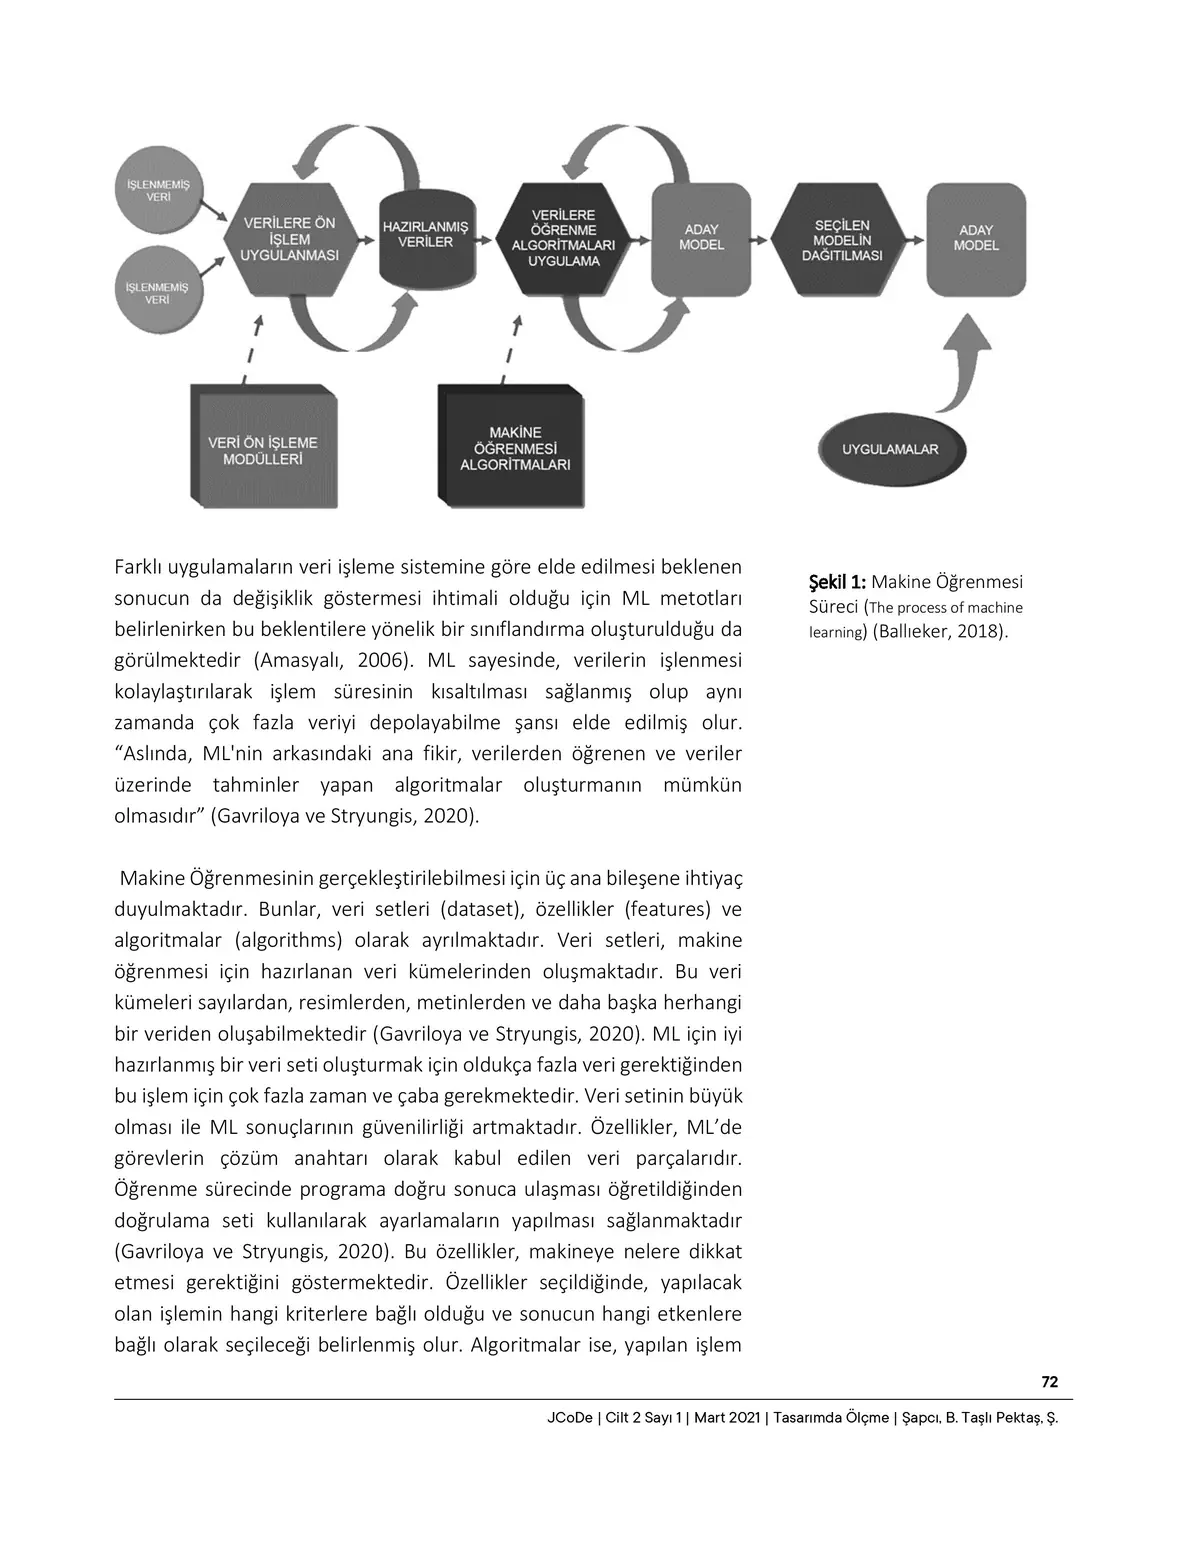 İŞLENMEMİŞ
VERİ
İŞLENMEMİŞ
VERİ
VERİLERE ÖN
İŞLEM
UYGULANMASI
HAZIRLANMIŞ
VERİLER
VERİLERE
ÖĞRENME
ALGORİTMALARI
UYGULAMA
ADAY
MODEL
SEÇİLEN
MODELİN
DAĞITILMASI
ADAY
MODEL
VERİ ÖN İŞLEME
MODÜLLERİ
MAKİNE
ÖĞRENMESİ
ALGORİTMALARI
UYGULAMALAR
Farklı uygulamaların veri işleme sistemine göre elde edilmesi beklenen
sonucun da değişiklik göstermesi ihtimali olduğu için ML metotları
belirlenirken bu beklentilere yönelik bir sınıflandırma oluşturulduğu da
görülmektedir (Amasyalı, 2006). ML sayesinde, verilerin işlenmesi
kolaylaştırılarak işlem süresinin kısaltılması sağlanmış olup aynı
zamanda çok fazla veriyi depolayabilme şansı elde edilmiş olur.
“Aslında, ML'nin arkasındaki ana fikir, verilerden öğrenen ve veriler
üzerinde tahminler yapan algoritmalar oluşturmanın mümkün
olmasıdır” (Gavriloya ve Stryungis, 2020).
Şekil 1: Makine Öğrenmesi
Süreci (The process of machine
learning) (Ballıeker, 2018).
Makine Öğrenmesinin gerçekleştirilebilmesi için üç ana bileşene ihtiyaç
duyulmaktadır. Bunlar, veri setleri (dataset), özellikler (features) ve
algoritmalar (algorithms) olarak ayrılmaktadır. Veri setleri, makine
öğrenmesi için hazırlanan veri kümelerinden oluşmaktadır. Bu veri
kümeleri sayılardan, resimlerden, metinlerden ve daha başka herhangi
bir veriden oluşabilmektedir (Gavriloya ve Stryungis, 2020). ML için iyi
hazırlanmış bir veri seti oluşturmak için oldukça fazla veri gerektiğinden
bu işlem için çok fazla zaman ve çaba gerekmektedir. Veri setinin büyük
olması ile ML sonuçlarının güvenilirliği artmaktadır. Özellikler, ML’de
görevlerin çözüm anahtarı olarak kabul edilen veri parçalarıdır.
Öğrenme sürecinde programa doğru sonuca ulaşması öğretildiğinden
doğrulama seti kullanılarak ayarlamaların yapılması sağlanmaktadır
(Gavriloya ve Stryungis, 2020). Bu özellikler, makineye nelere dikkat
etmesi gerektiğini göstermektedir. Özellikler seçildiğinde, yapılacak
olan işlemin hangi kriterlere bağlı olduğu ve sonucun hangi etkenlere
bağlı olarak seçileceği belirlenmiş olur. Algoritmalar ise, yapılan işlem
72
JCoDe | Cilt 2 Sayı 1 | Mart 2021 | Tasarımda Ölçme | Şapcı, B. Taşlı Pektaş, Ş.